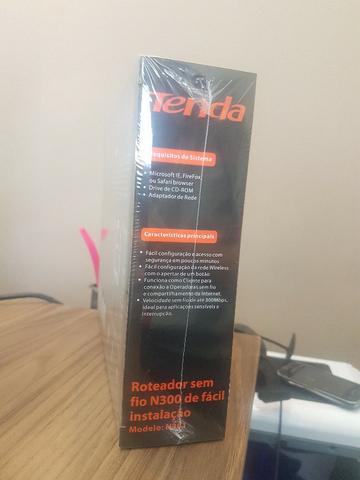 Tenda
Requisitos do Sistema
• Microsoft IE, FireFox
ou Safari browser
• Drive de CD-ROM
• Adaptador de Rede
Características principais
• Fácil configuração e acesso com
segurança em poucos minutos
• Fácil configuração da rede Wireless
com o apertar de um botão
• Funciona como Cliente para
conexão a Operadoras sem fio
e compartilhamento da Internet.
• Velocidade sem fio de até 300Mbps,
ideal para aplicações sensíveis a
interrupção.
Roteador sem
fio N300 de fácil
instalação
Modelo: